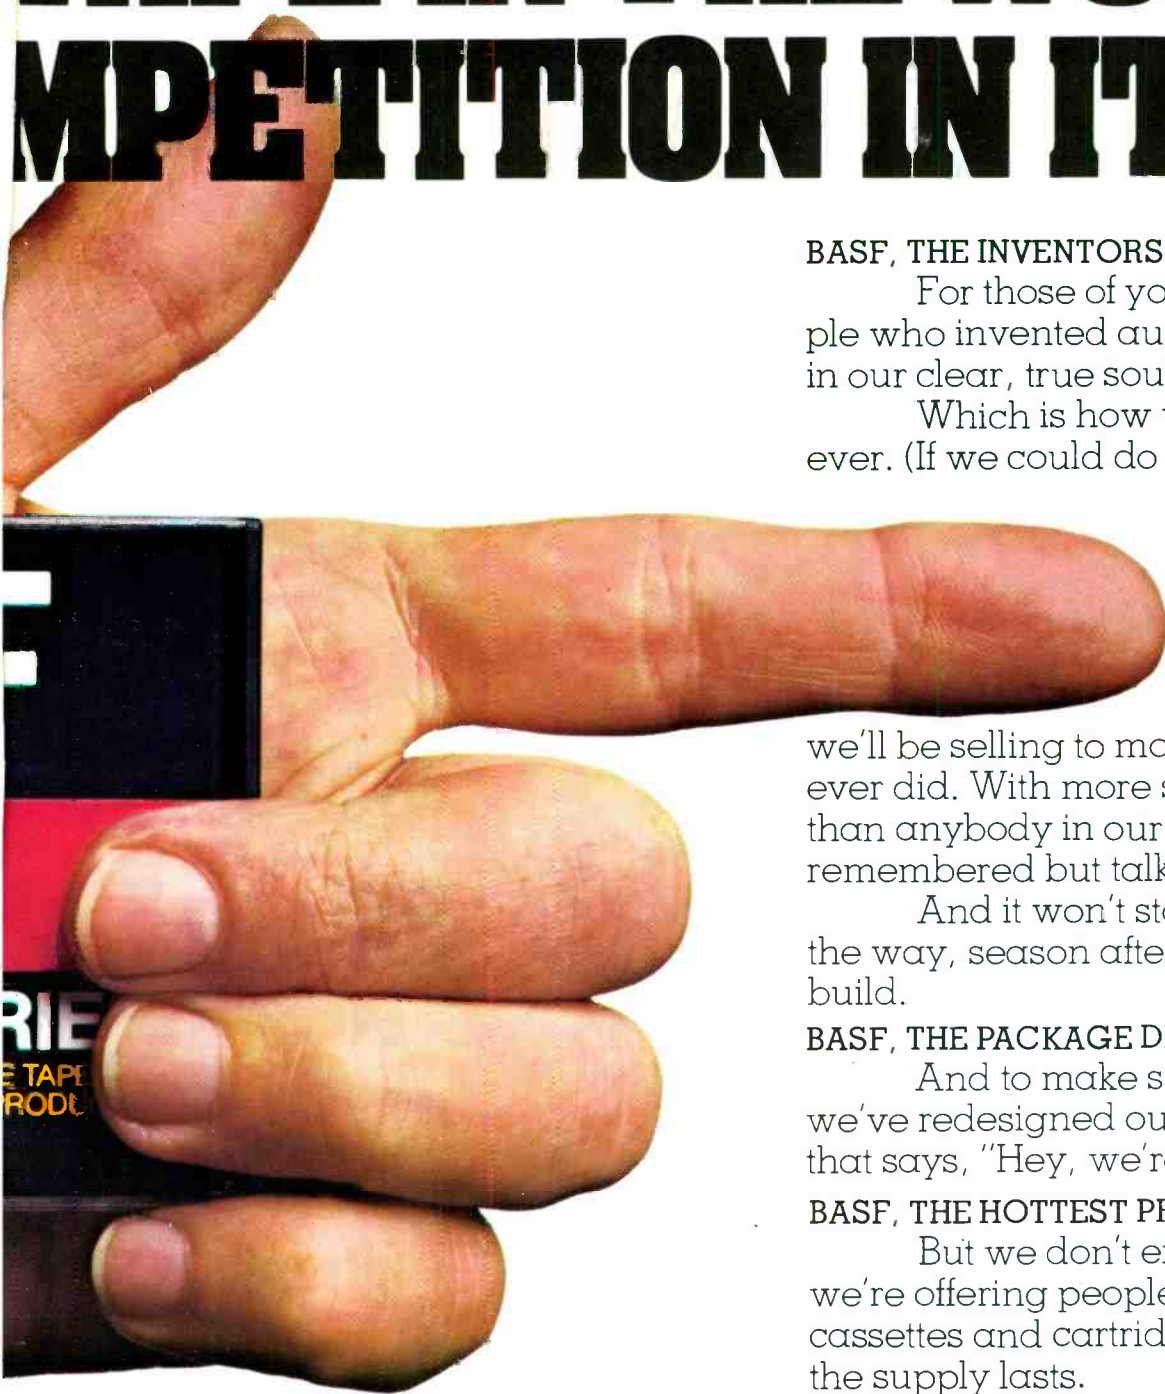 MPETITION IN IT
BASF, THE INVENTORS
For those of yo
ple who invented au
in our clear, true sou
Which is how
ever. (If we could do
F
we'll be selling to mo
ever did. With more s
than anybody in our
remembered but talk
And it won't sto
the way, season afte
build.
RIE
E TAPE
PRODU
BASF, THE PACKAGE D
And to make s
we've redesigned ou
that says, "Hey, we're
BASF, THE HOTTEST P
But we don't e
we're offering people
cassettes and cartrid
the supply lasts.